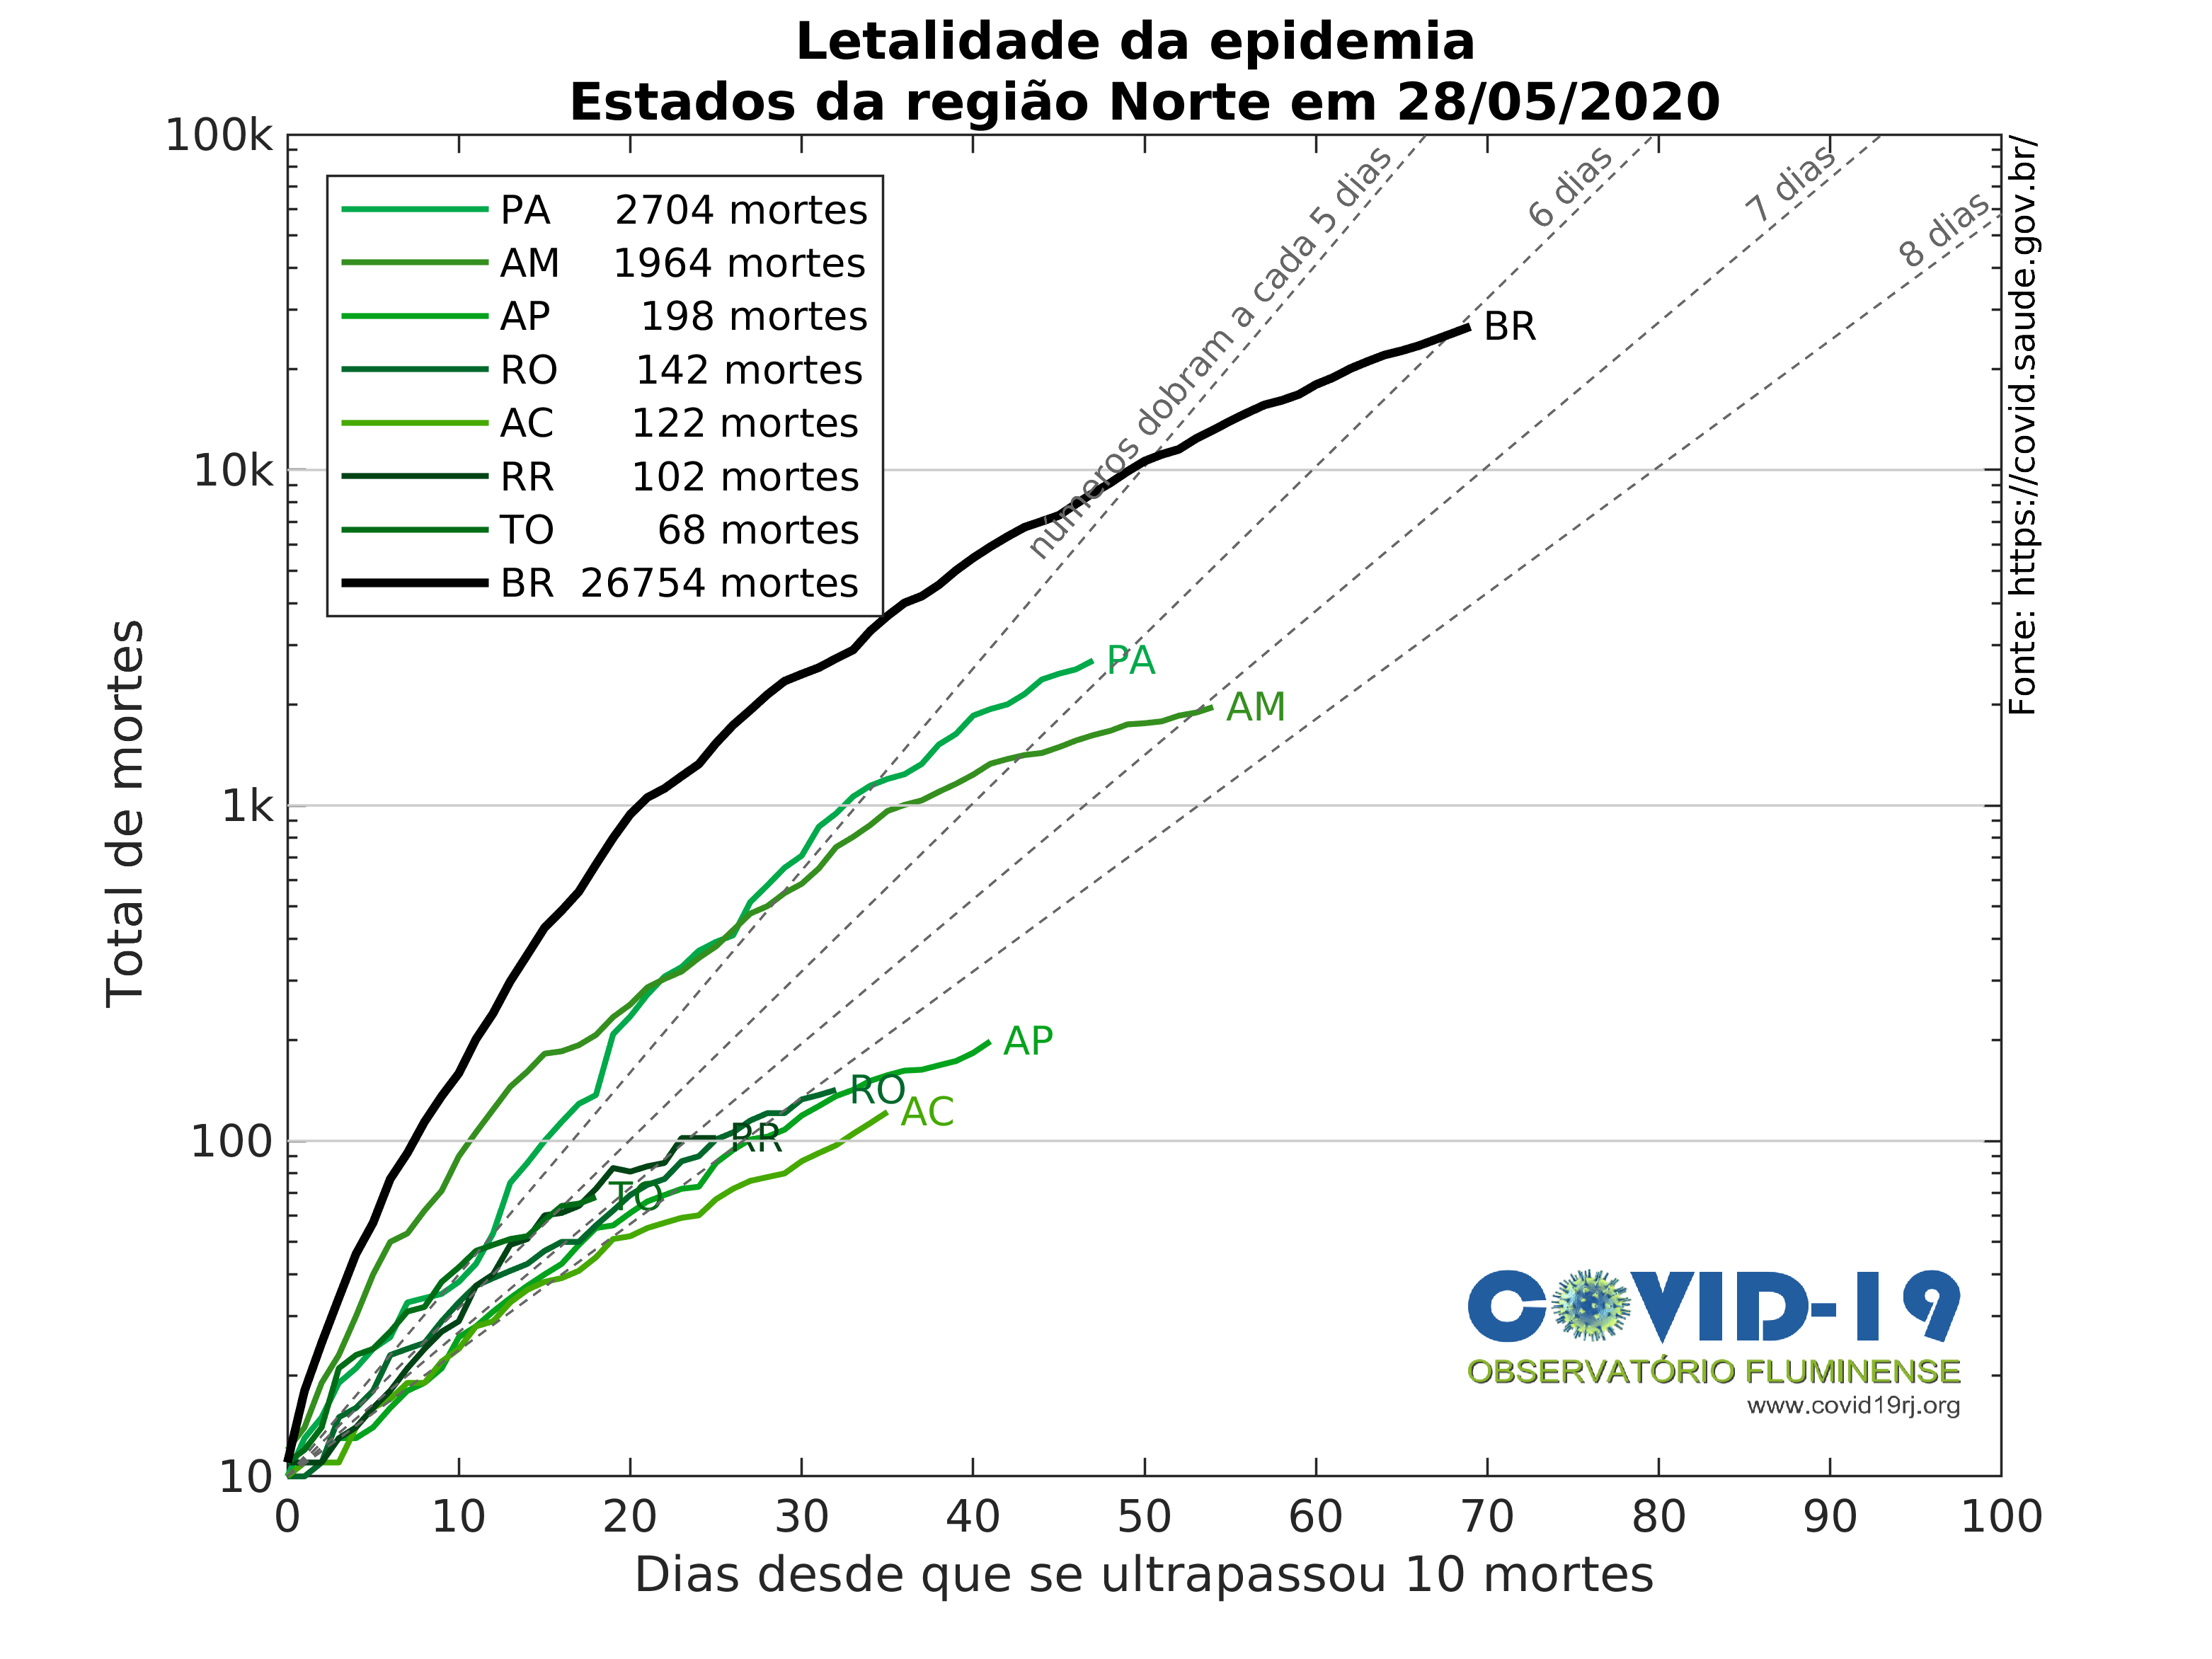 Letalidade da epidemia
Estados da região Norte em 28/05/2020
100k
10k
1k
100
10
Total de mortes
PA 2704 mortes
AM 1964 mortes
AP 198 mortes
RO 142 mortes
AC 122 mortes
RR 102 mortes
TO 68 mortes
BR 26754 mortes
números dobram a cada 5 dias
6 dias
7 dias
8 dias
BR
PA
AM
AP
RO
AC
RR
TO
Fonte: https://covid.saude.gov.br/
COVID-19
OBSERVATÓRIO FLUMINENSE
www.covid19rj.org
0 10 20 30 40 50 60 70 80 90 100
Dias desde que se ultrapassou 10 mortes